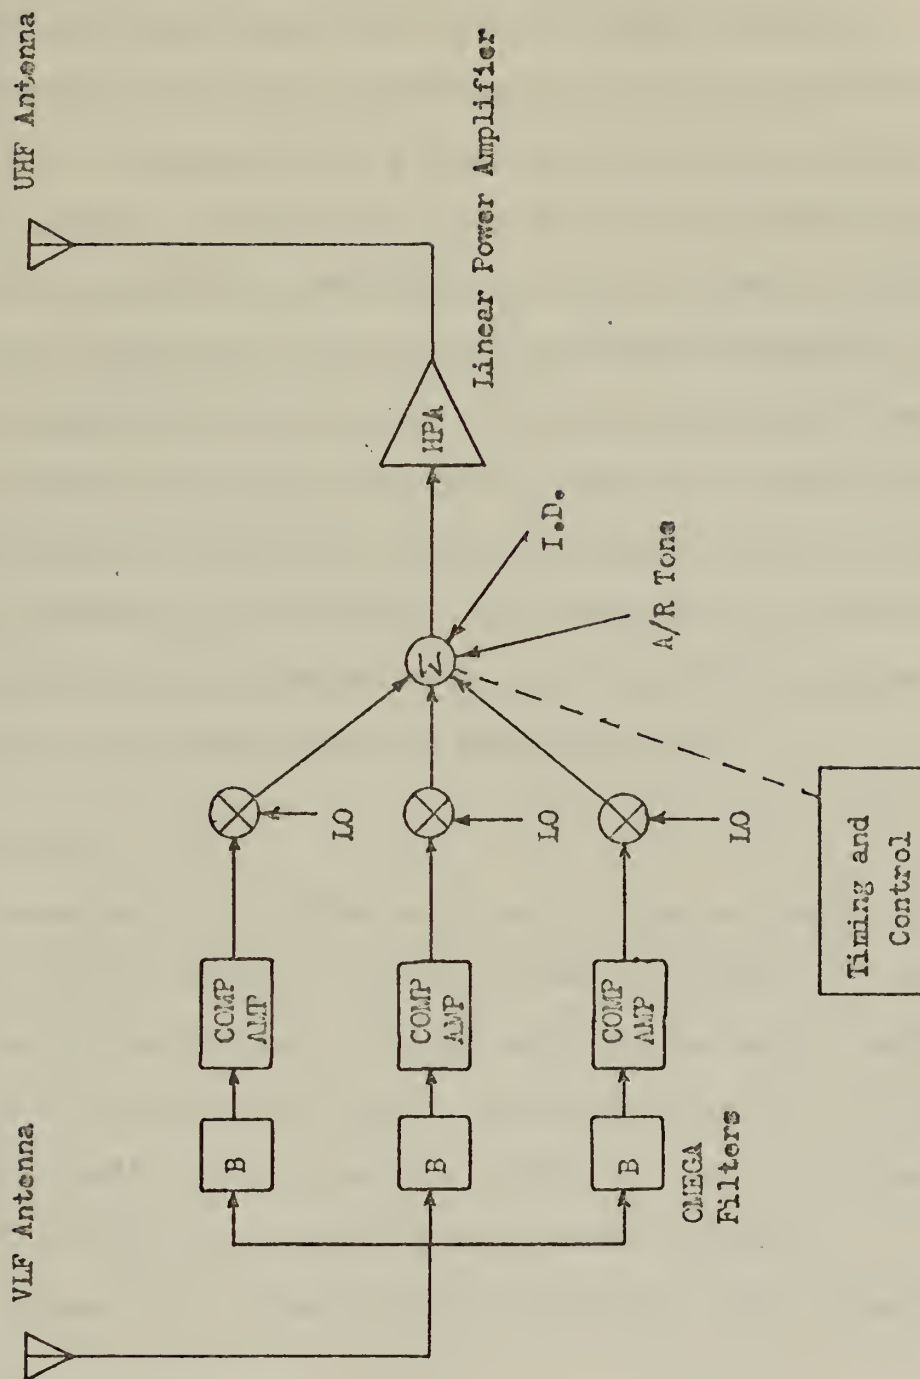 VLF Antenna
UHF Antenna
B
COMP
AMP
LO
B
COMP
AMP
LO
Σ
HPA
Linear Power Amplifier
B
COMP
AMP
LO
I.D.
A/R Tone
OMEGA
Filters
Timing and
Control